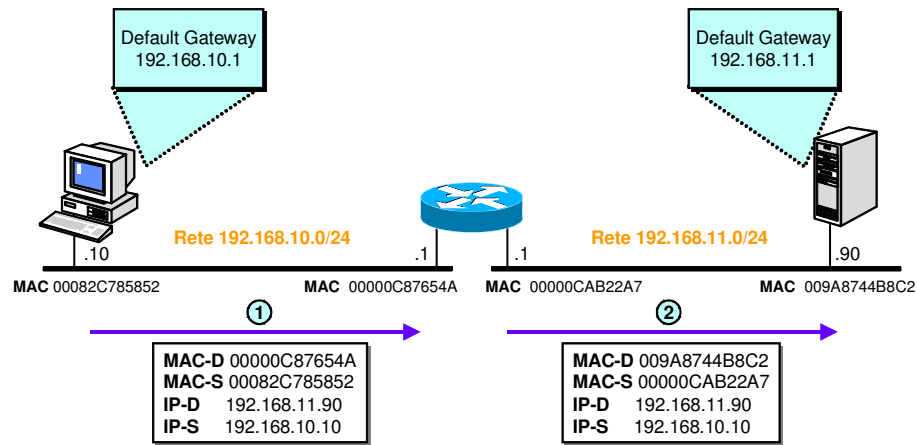 Default Gateway
192.168.10.1
Default Gateway
192.168.11.1
Rete 192.168.10.0/24
Rete 192.168.11.0/24
.10
.1
.1
.90
MAC 00082C785852
MAC 00000C87654A
MAC 00000CAB22A7
MAC 009A8744B8C2
1
2
MAC-D 00000C87654A
MAC-S 00082C785852
IP-D 192.168.11.90
IP-S 192.168.10.10
MAC-D 009A8744B8C2
MAC-S 00000CAB22A7
IP-D 192.168.11.90
IP-S 192.168.10.10